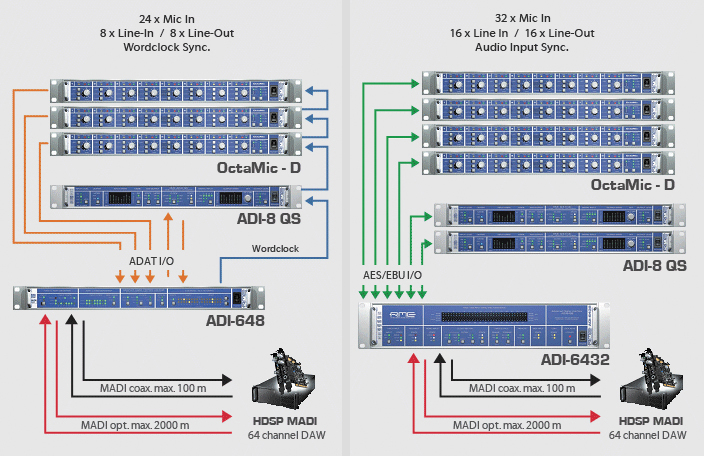 24 x Mic In
8 x Line-In / 8 x Line-Out
Wordclock Sync.
OctaMic - D
ADI-8 QS
Wordclock
ADAT I/O
ADI-648
MADI coax. max. 100 m
MADI opt. max. 2000 m
HDSP MADI
64 channel DAW
32 x Mic In
16 x Line In / 16 x Line-Out
Audio Input Sync.
OctaMic - D
ADI-8 QS
AES/EBU I/O
RME
ADI-6432
MADI coax. max. 100 m
MADI opt. max. 2000 m
HDSP MADI
64 channel DAW